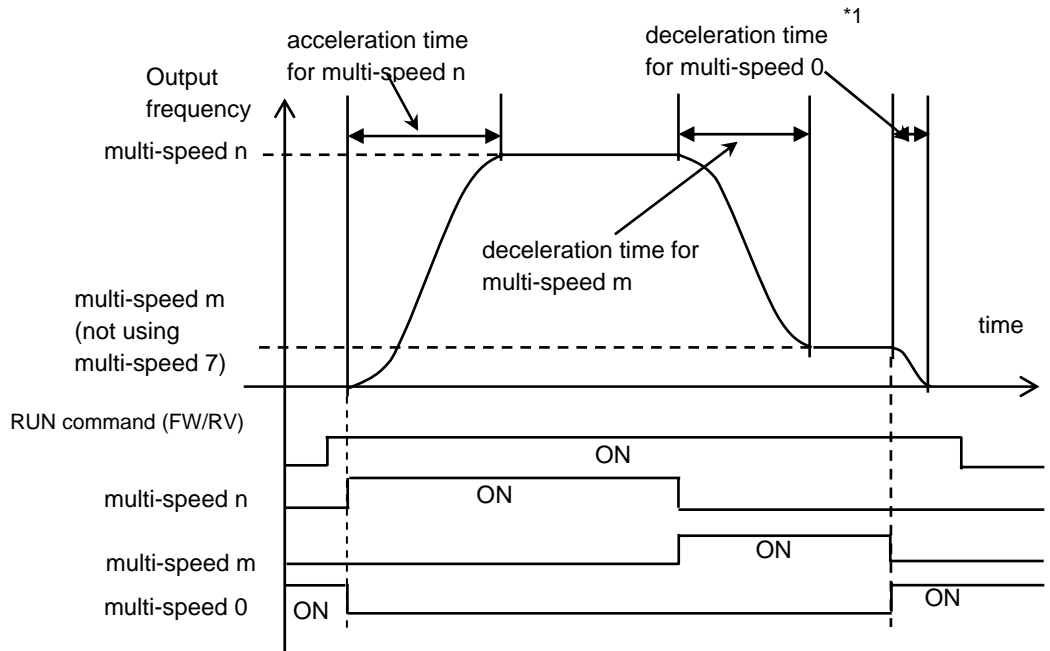 *1
acceleration time
for multi-speed n
deceleration time
for multi-speed 0
Output
frequency
multi-speed n
deceleration time for
multi-speed m
multi-speed m
(not using
multi-speed 7)
time
RUN command (FW/RV)
ON
multi-speed n
ON
multi-speed m
ON
multi-speed 0
ON
ON